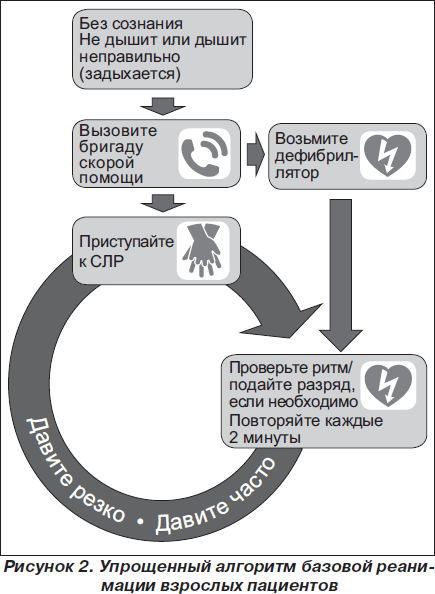 Без сознания
Не дышит или дышит
неправильно
(задыхается)
Вызовите
бригаду
скорой
помощи
Возьмите
дефибрил-
лятор
Приступайте
к СЛР
Проверьте ритм/
подайте разряд,
если необходимо
Повторяйте каждые
2 минуты
Давите резко • Давите часто
Рисунок 2. Упрощенный алгоритм базовой реани-
мации взрослых пациентов